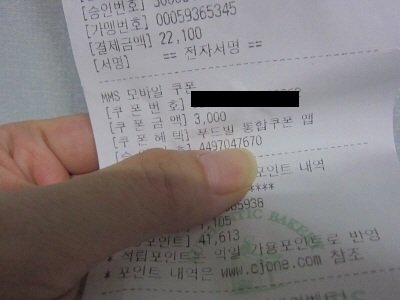 [승인번호]
[가맹번호] 00059365345
[결제금액] 22,100
[서명] == 전자서명 ==
MMS 모바일 쿠폰
[쿠폰번호]
[쿠폰금액] 3,000
[쿠폰혜택] 푸드빌 통합쿠폰 앱
4497047670
포인트 내역
*****
1,105
포인트] 41,613
* 적립포인트는 익일 가용포인트로 반영
* 포인트 내역은 www.cjone.com 참조